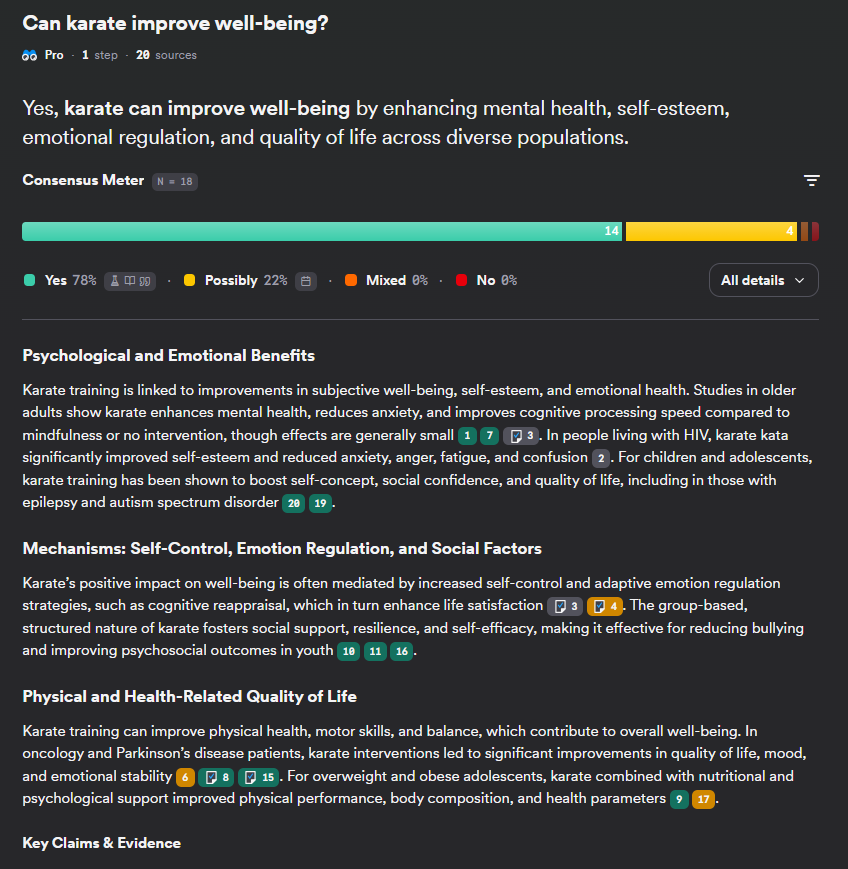 Can karate improve well-being?
Pro · 1 step · 20 sources
Yes, karate can improve well-being by enhancing mental health, self-esteem,
emotional regulation, and quality of life across diverse populations.
Consensus Meter N = 18
14 4
Yes 78% · Possibly 22% · Mixed 0% · No 0% All details
Psychological and Emotional Benefits
Karate training is linked to improvements in subjective well-being, self-esteem, and emotional health. Studies in older
adults show karate enhances mental health, reduces anxiety, and improves cognitive processing speed compared to
mindfulness or no intervention, though effects are generally small 1 7 3. In people living with HIV, karate kata
significantly improved self-esteem and reduced anxiety, anger, fatigue, and confusion 2. For children and adolescents,
karate training has been shown to boost self-concept, social confidence, and quality of life, including in those with
epilepsy and autism spectrum disorder 20 19.
Mechanisms: Self-Control, Emotion Regulation, and Social Factors
Karate's positive impact on well-being is often mediated by increased self-control and adaptive emotion regulation
strategies, such as cognitive reappraisal, which in turn enhance life satisfaction 3 4. The group-based,
structured nature of karate fosters social support, resilience, and self-efficacy, making it effective for reducing bullying
and improving psychosocial outcomes in youth 10 11 16.
Physical and Health-Related Quality of Life
Karate training can improve physical health, motor skills, and balance, which contribute to overall well-being. In
oncology and Parkinson's disease patients, karate interventions led to significant improvements in quality of life, mood,
and emotional stability 6 8 15. For overweight and obese adolescents, karate combined with nutritional and
psychological support improved physical performance, body composition, and health parameters 9 17.
Key Claims & Evidence